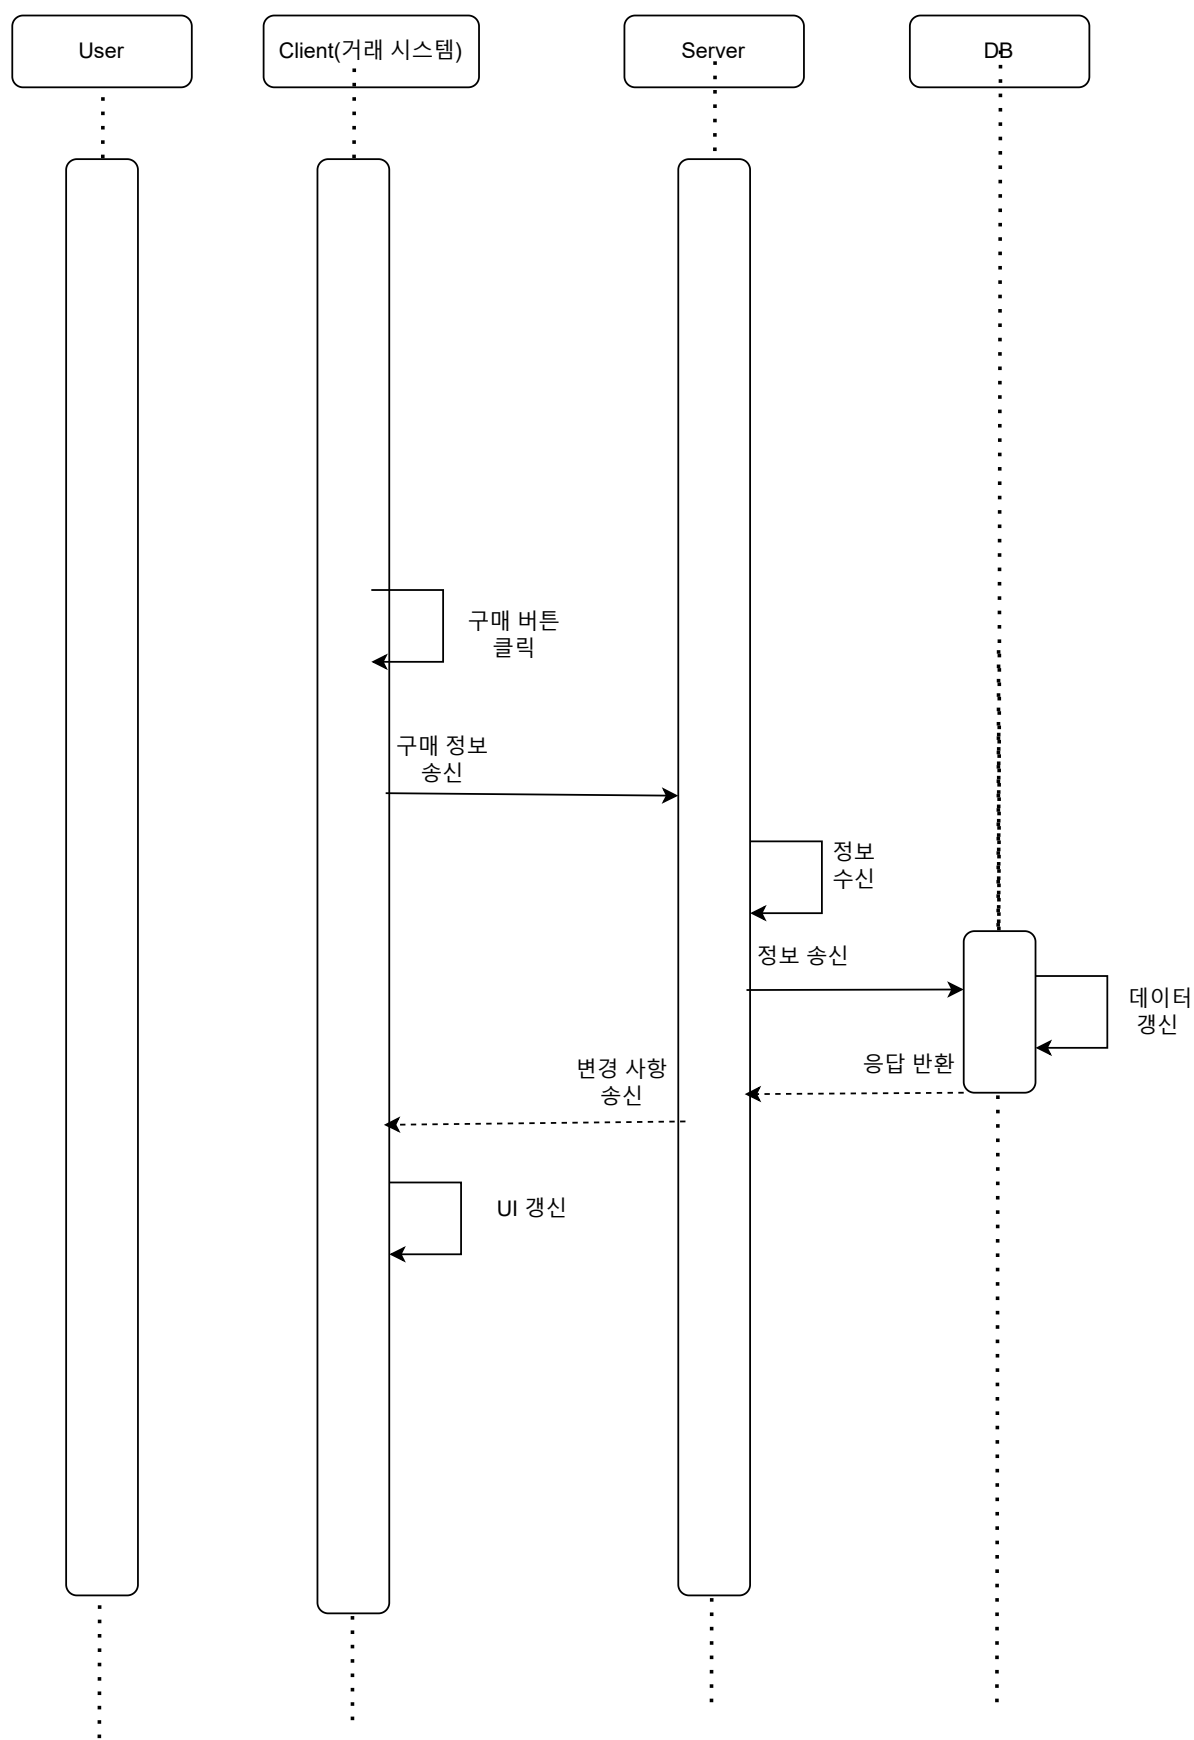 User
Client(거래 시스템)
Server
DB
구매 버튼
클릭
구매 정보
송신
정보
수신
정보 송신
데이터
갱신
응답 반환
변경 사항
송신
UI 갱신